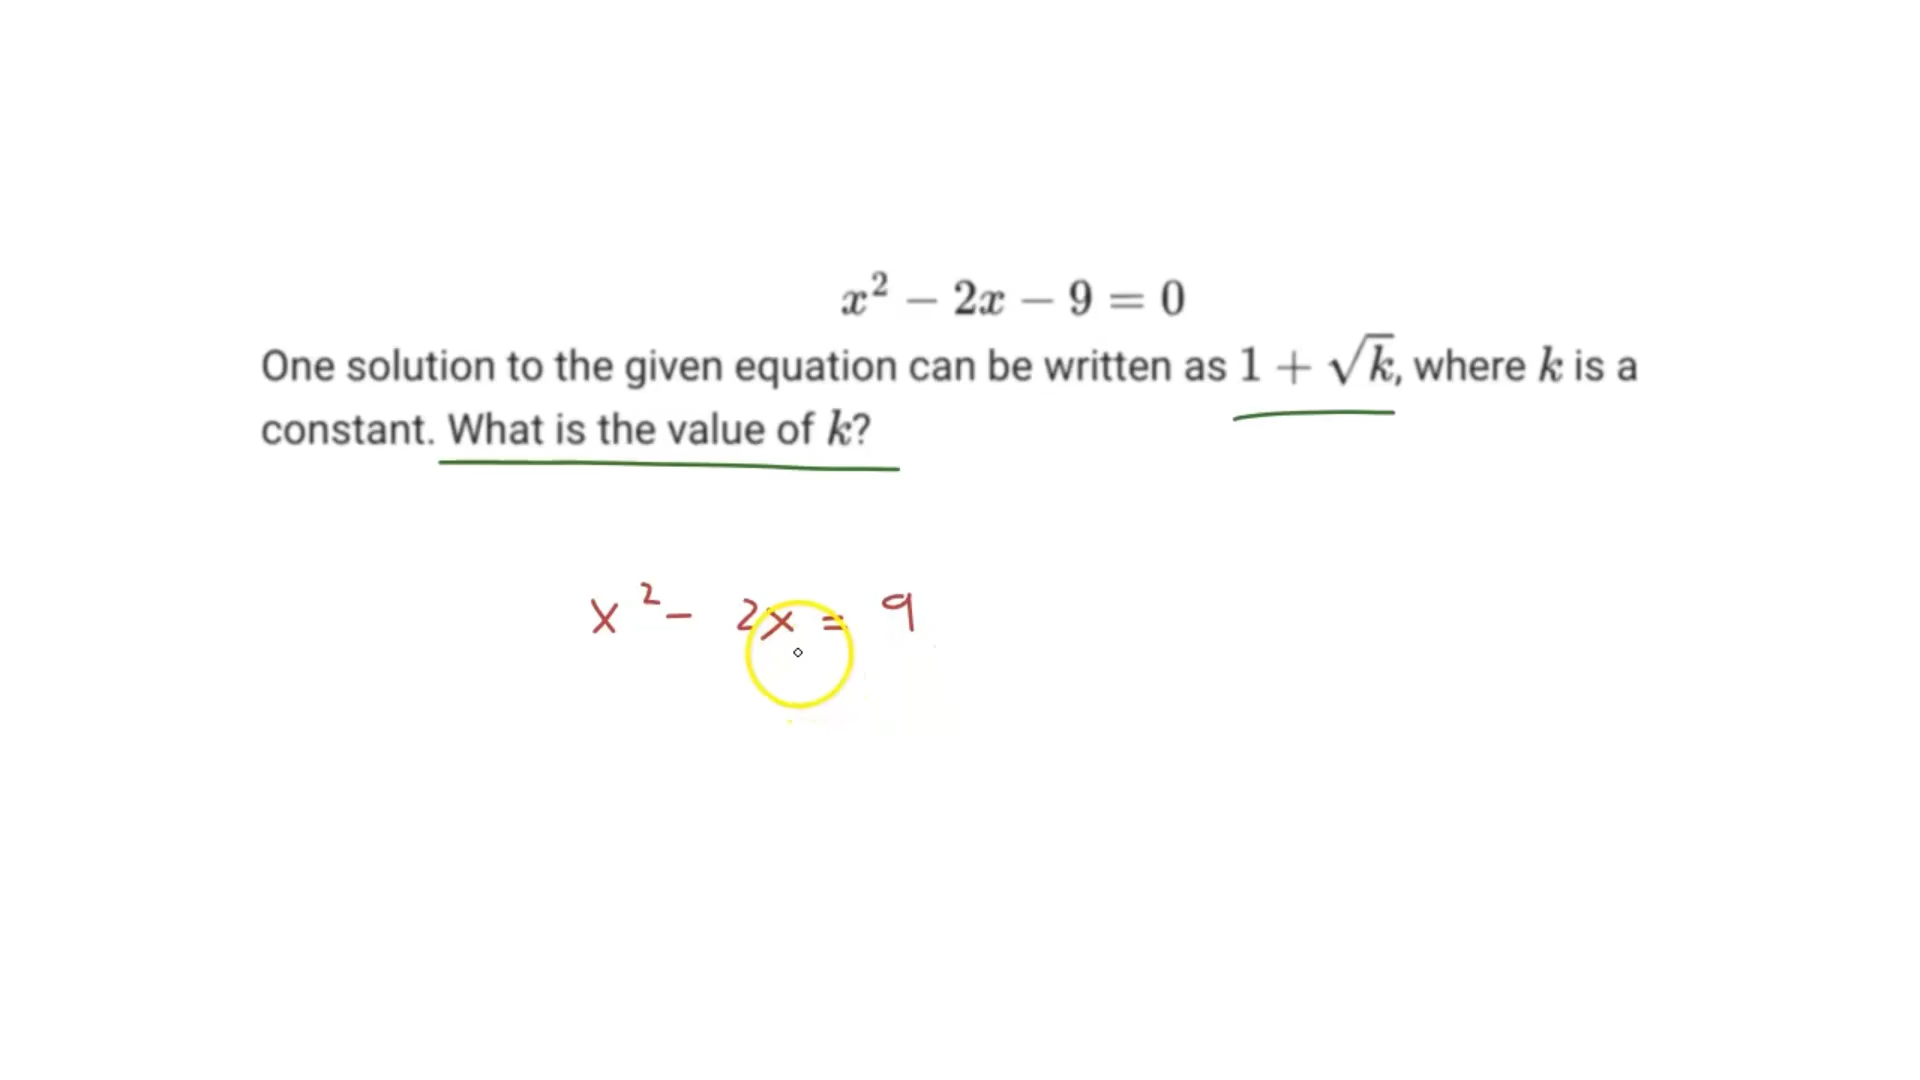 x² − 2x − 9 = 0
One solution to the given equation can be written as 1 + √k, where k is a
constant. What is the value of k?
x² − 2x = 9